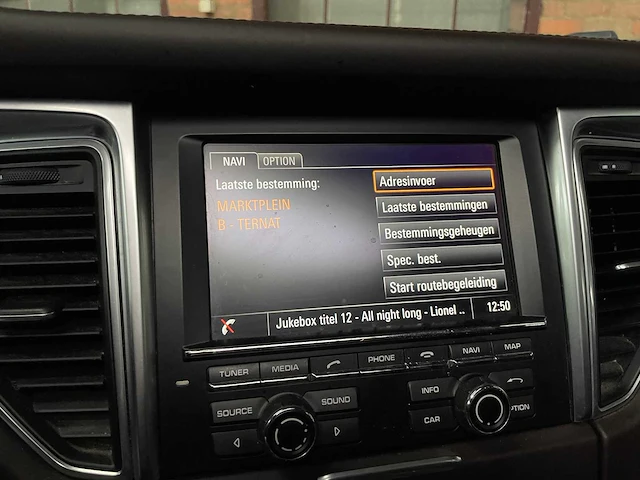 NAVI OPTION
Laatste bestemming:
MARKTPLEIN
B - TERNAT
Adresinvoer
Laatste bestemmingen
Bestemmingsgeheugen
Spec. best.
Start routebegeleiding
Jukebox titel 12 - All night long - Lionel .. 12:50
TUNER MEDIA PHONE NAVI MAP
SOURCE SOUND INFO
CAR OPTION